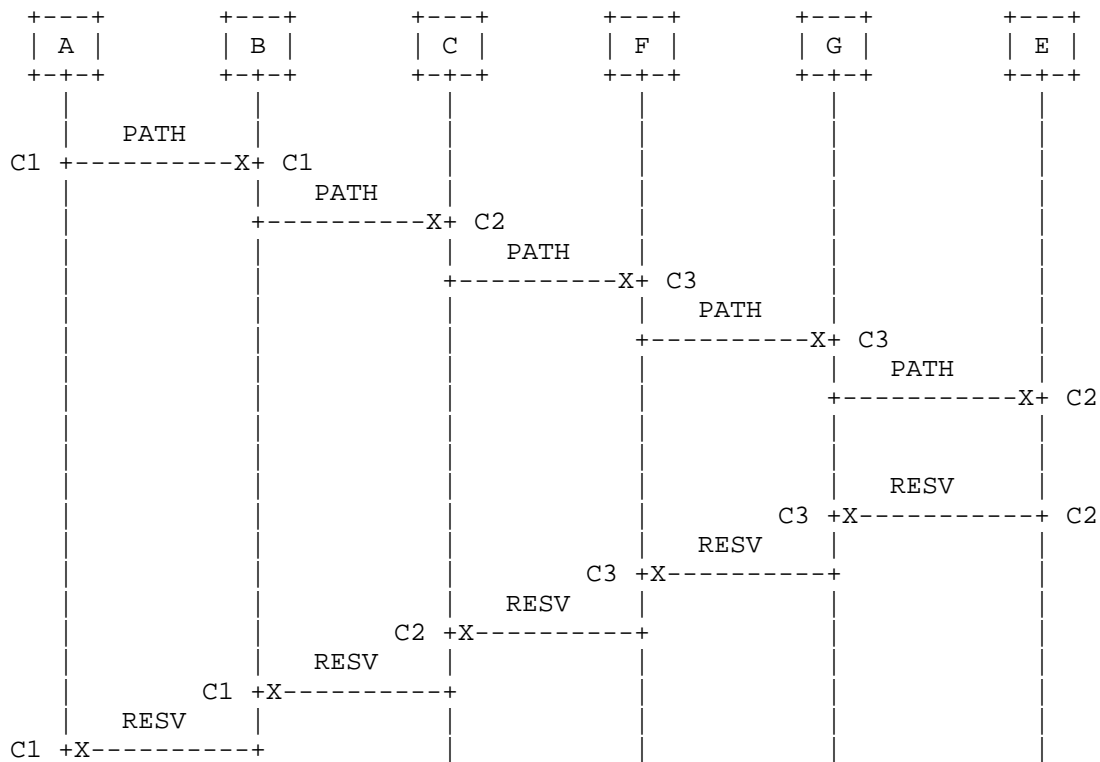 A B C F G E
PATH
C1 C1
PATH
C2
PATH
C3
PATH
C3
PATH
C2
RESV
C3 C2
RESV
C3
RESV
C2
RESV
C1
RESV
C1